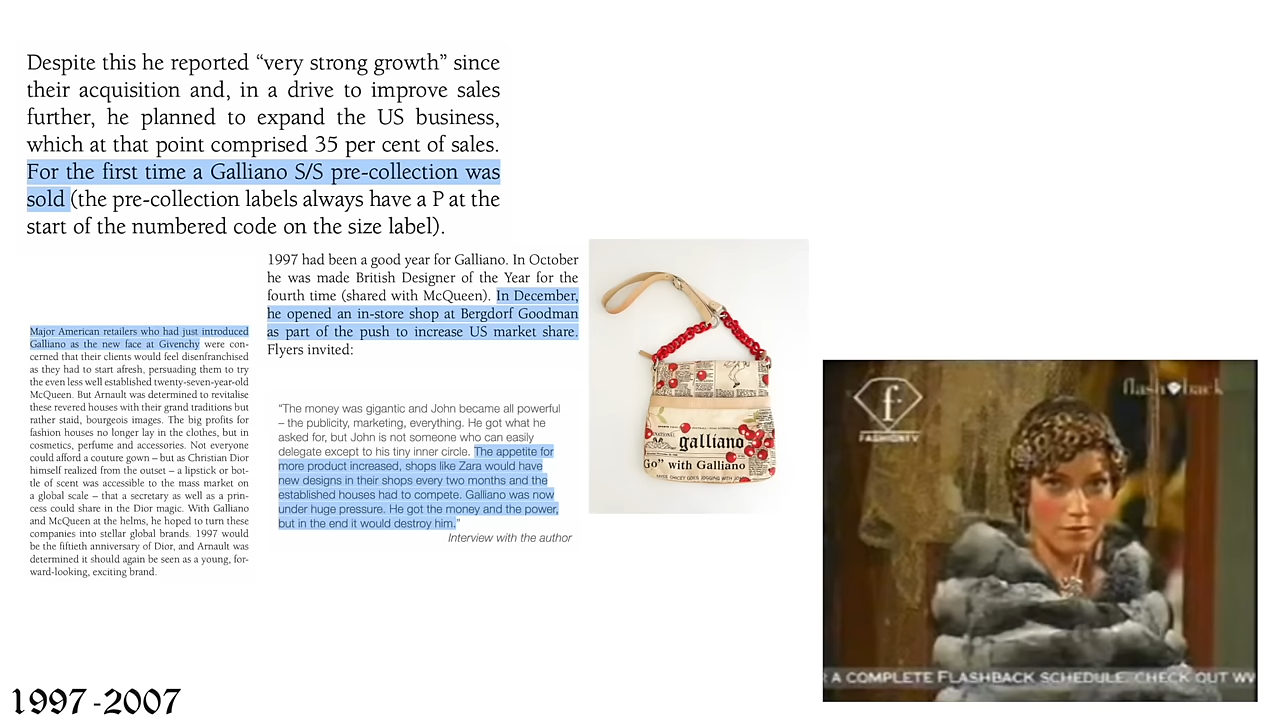 Despite this he reported “very strong growth” since
their acquisition and, in a drive to improve sales
further, he planned to expand the US business,
which at that point comprised 35 per cent of sales.
For the first time a Galliano S/S pre-collection was
sold (the pre-collection labels always have a P at the
start of the numbered code on the size label).
1997 had been a good year for Galliano. In October
he was made British Designer of the Year for the
fourth time (shared with McQueen). In December,
he opened an in-store shop at Bergdorf Goodman
as part of the push to increase US market share.
Flyers invited:
Major American retailers who had just introduced
Galliano as the new face at Givenchy were con-
cerned that their clients would feel disenfranchised
as they had to start afresh, persuading them to try
the even less well established twenty-seven-year-old
McQueen. But Arnault was determined to revitalise
these revered houses with their grand traditions but
rather staid, bourgeois images. The big profits for
fashion houses no longer lay in the clothes, but in
cosmetics, perfume and accessories. Not everyone
could afford a couture gown – but as Christian Dior
himself realized from the outset – a lipstick or bot-
tle of scent was accessible to the mass market on
a global scale – that a secretary as well as a prin-
cess could share in the Dior magic. With Galliano
and McQueen at the helms, he hoped to turn these
companies into stellar global brands. 1997 would
be the fiftieth anniversary of Dior, and Arnault was
determined it should again be seen as a young, for-
ward-looking, exciting brand.
“The money was gigantic and John became all powerful
– the publicity, marketing, everything. He got what he
asked for, but John is not someone who can easily
delegate except to his tiny inner circle. The appetite for
more product increased, shops like Zara would have
new designs in their shops every two months and the
established houses had to compete. Galliano was now
under huge pressure. He got the money and the power,
but in the end it would destroy him.”
Interview with the author
galliano
Go” with Galliano
f
FASHIONTV
flashback
A COMPLETE FLASHBACK SCHEDULE, CHECK OUT WW
1997-2007